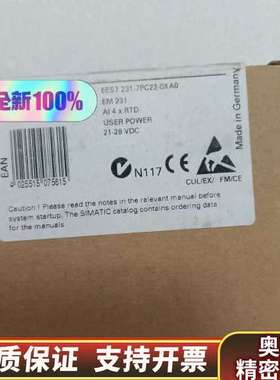 全新100%
6ES7 231-7PC22-0XA0
EM 231
AI 4 x RTD
USER POWER
21-28 VDC
Made in Germany
EAN
4 025515 075615
N117
CUL/EX/ FM/CE
Caution! Please read the notes in the relevant manual before
system startup. The SIMATIC catalog contains ordering data
for the manuals.
奥
质保证 支持开票
精密